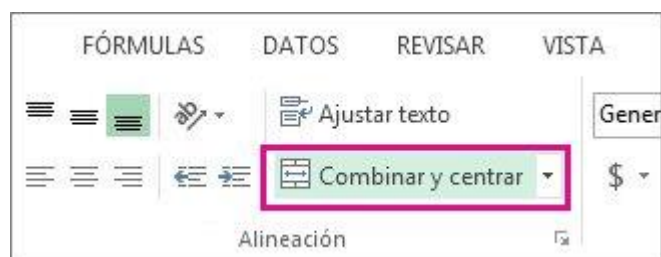 FÓRMULAS DATOS REVISAR VISTA
Ajustar texto Gener
Combinar y centrar $
Alineación